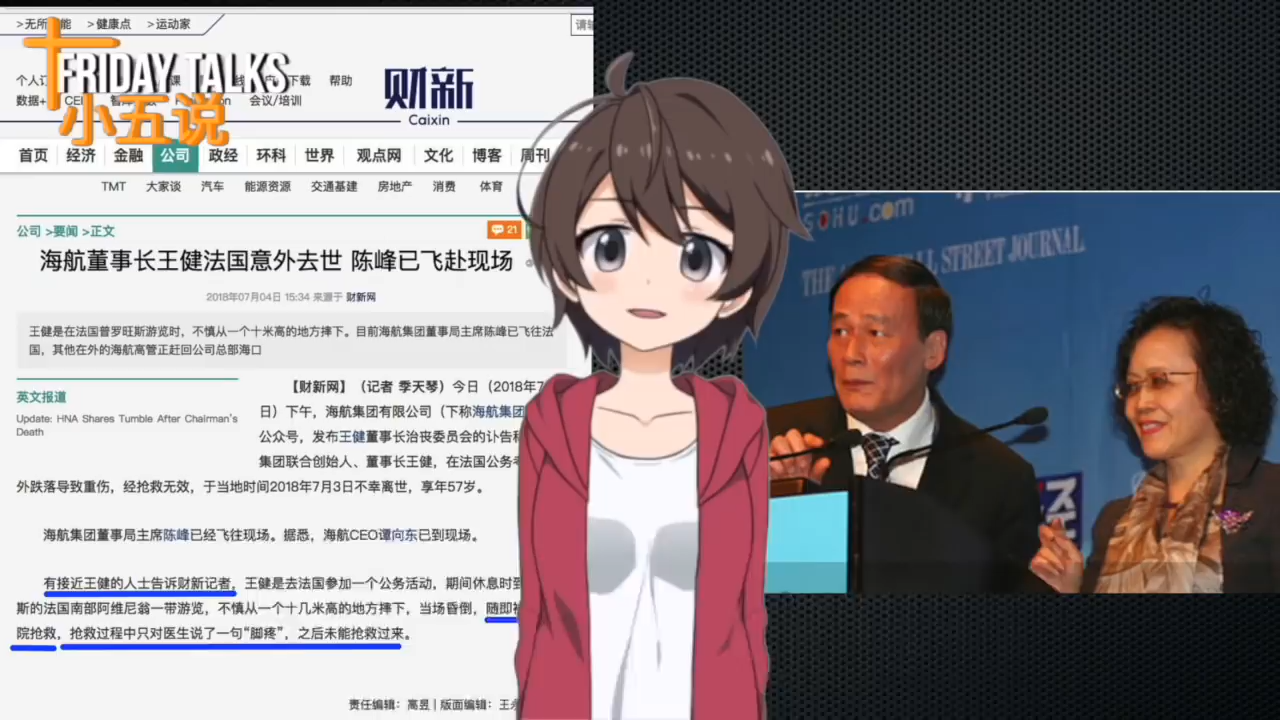 >无所 能 >健康点 >运动家
FRIDAY TALKS
小五说
帮助
数据+
会议/培训
财新
Caixin
首页 经济 金融 公司 政经 环科 世界 观点网 文化 博客 周刊
TMT 大家谈 汽车 能源资源 交通基建 房地产 消费 体育
公司 >要闻 >正文
21
海航董事长王健法国意外去世 陈峰已飞赴现场
2018年07月04日 15:34 来源于 财新网
王健是在法国普罗旺斯游览时，不慎从一个十米高的地方摔下。目前海航集团董事局主席陈峰已飞往法
国，其他在外的海航高管正赶回公司总部海口
英文报道
Update: HNA Shares Tumble After Chairman's
Death
【财新网】（记者 季天琴）今日（2018年7
日）下午，海航集团有限公司（下称海航集团
公众号，发布王健董事长治丧委员会的讣告称
集团联合创始人、董事长王健，在法国公务考
外跌落导致重伤，经抢救无效，于当地时间2018年7月3日不幸离世，享年57岁。
海航集团董事局主席陈峰已经飞往现场。据悉，海航CEO谭向东已到现场。
有接近王健的人士告诉财新记者，王健是去法国参加一个公务活动，期间休息时到
斯的法国南部阿维尼翁一带游览，不慎从一个十几米高的地方摔下，当场昏倒，随即被
院抢救，抢救过程中只对医生说了一句“脚疼”，之后未能抢救过来。
责任编辑：高昱 | 版面编辑：王永
SOHU.com
THE STREET JOURNAL